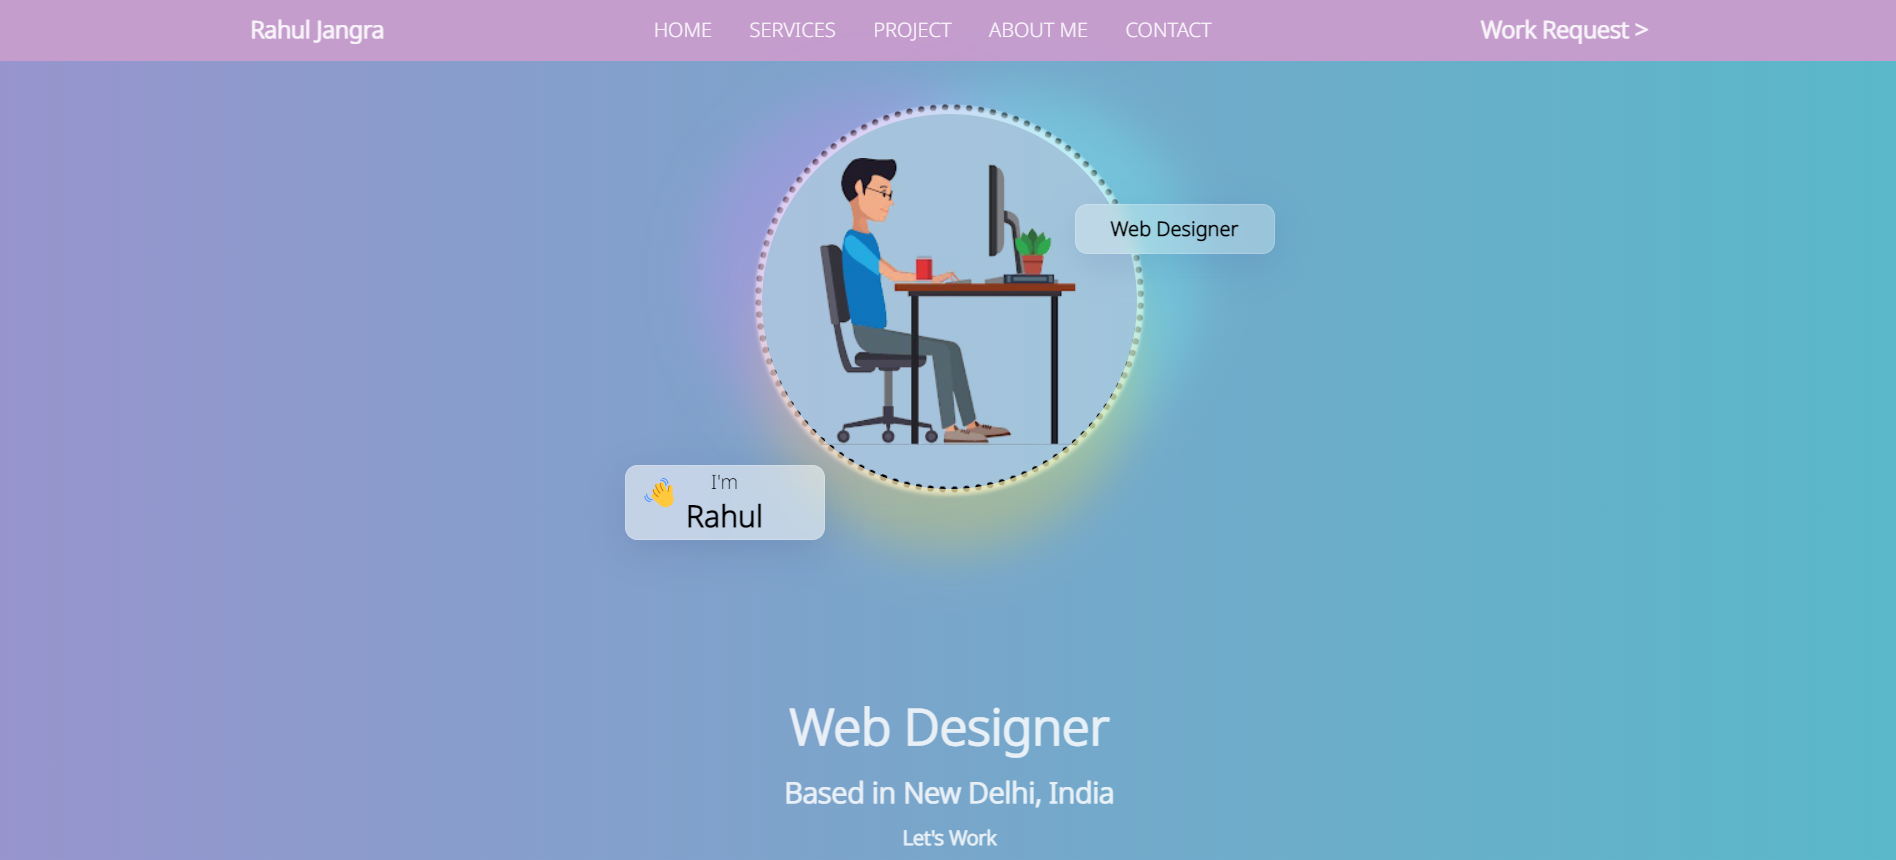 Rahul Jangra
HOME SERVICES PROJECT ABOUT ME CONTACT
Work Request >
Web Designer
I'm
Rahul
Web Designer
Based in New Delhi, India
Let's Work